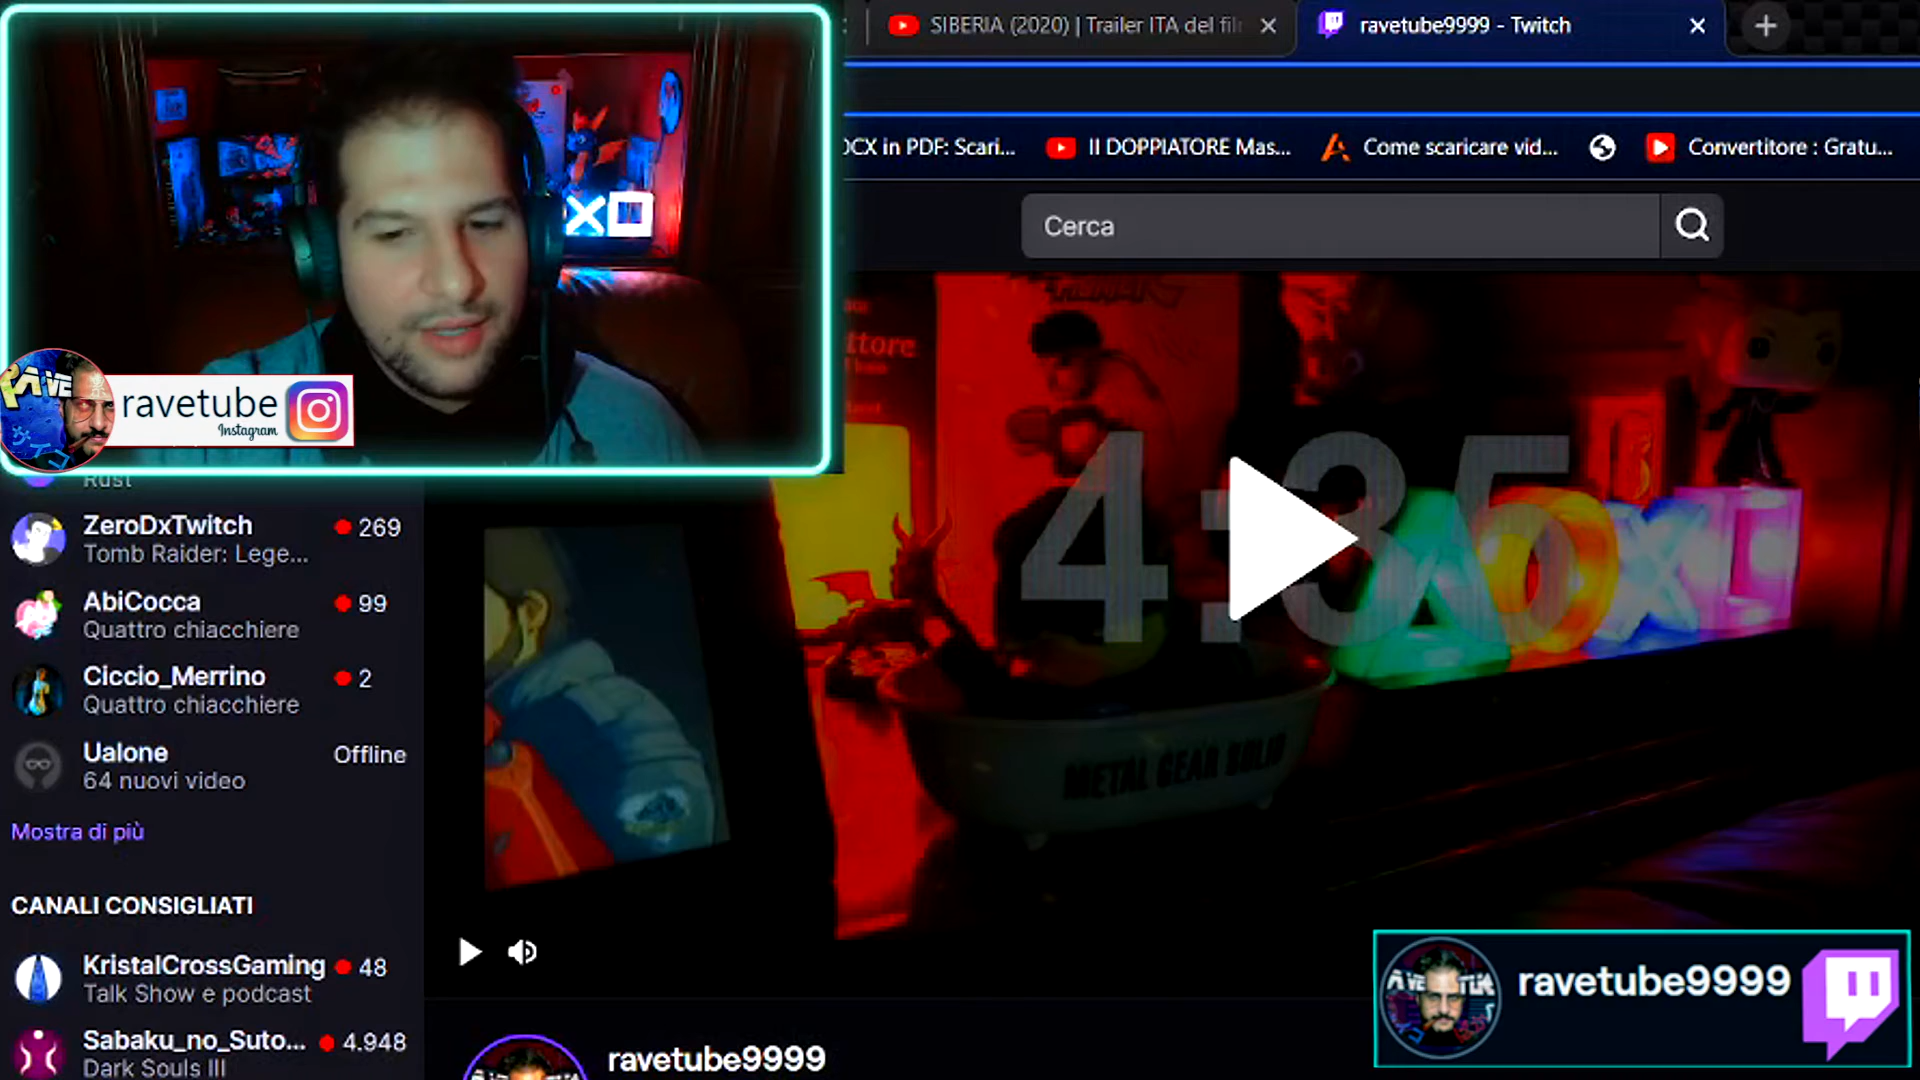 SIBERIA (2020) | Trailer ITA del fil
ravetube9999 - Twitch
OCX in PDF: Scari...
Il DOPPIATORE Mas...
Come scaricare vid...
Convertitore : Gratu...
Cerca
RAVE
ravetube
Instagram
ttore
4:35
METAL GEAR SOLID
Rust
ZeroDxTwitch
269
Tomb Raider: Lege...
AbiCocca
99
Quattro chiacchiere
Ciccio_Merrino
2
Quattro chiacchiere
Ualone
Offline
64 nuovi video
Mostra di più
CANALI CONSIGLIATI
KristalCrossGaming
48
Talk Show e podcast
Sabaku_no_Suto...
4.948
Dark Souls III
ravetube9999
ravetube9999